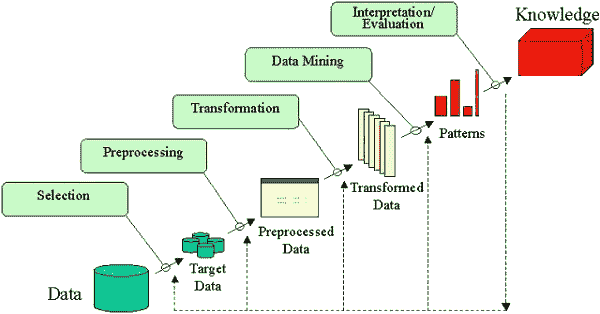 Interpretation/
Evaluation
Knowledge
Data Mining
Transformation
Patterns
Preprocessing
Transformed
Data
Selection
Preprocessed
Data
Target
Data
Data